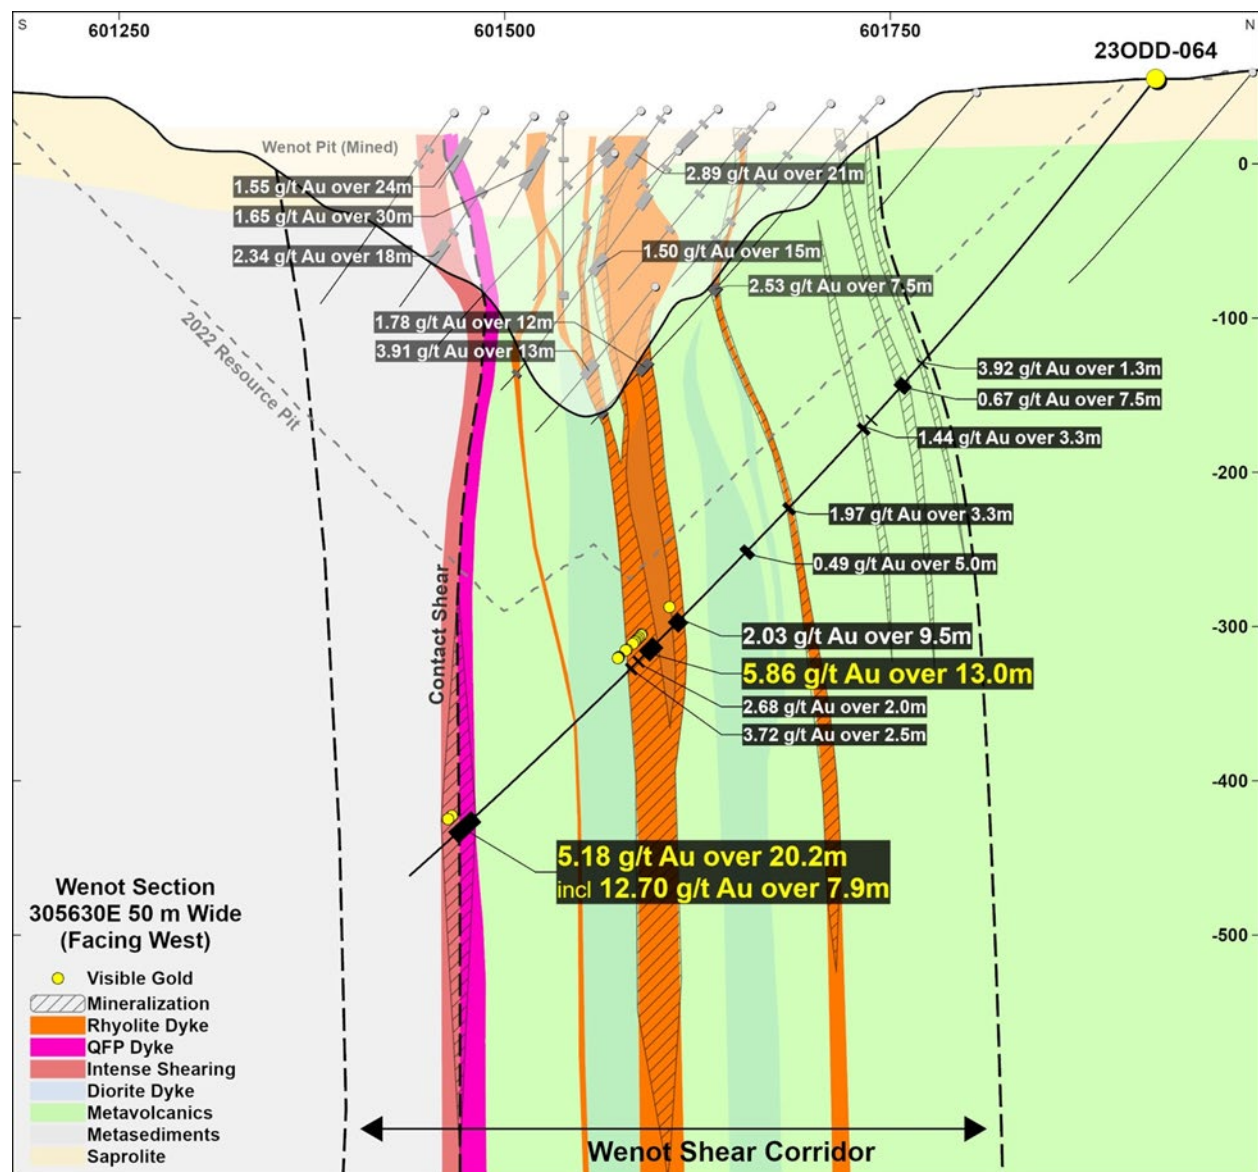 S
601250
601500
601750
N
23ODD-064
Wenot Pit (Mined)
0
1.55 g/t Au over 24m
2.89 g/t Au over 21m
1.65 g/t Au over 30m
2.34 g/t Au over 18m
1.50 g/t Au over 15m
2.53 g/t Au over 7.5m
-100
1.78 g/t Au over 12m
3.91 g/t Au over 13m
2022 Resource Pit
3.92 g/t Au over 1.3m
0.67 g/t Au over 7.5m
1.44 g/t Au over 3.3m
-200
1.97 g/t Au over 3.3m
0.49 g/t Au over 5.0m
Contact Shear
-300
2.03 g/t Au over 9.5m
5.86 g/t Au over 13.0m
2.68 g/t Au over 2.0m
3.72 g/t Au over 2.5m
-400
5.18 g/t Au over 20.2m
incl 12.70 g/t Au over 7.9m
-500
Wenot Section
305630E 50 m Wide
(Facing West)
Visible Gold
Mineralization
Rhyolite Dyke
QFP Dyke
Intense Shearing
Diorite Dyke
Metavolcanics
Metasediments
Saprolite
Wenot Shear Corridor